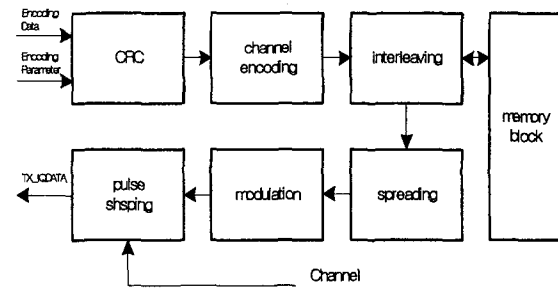 Encoding
Data
Encoding
Parameter
CRC
channel
encoding
interleaving
memory
block
TX_IQDATA
pulse
shsping
modulation
spreading
Channel